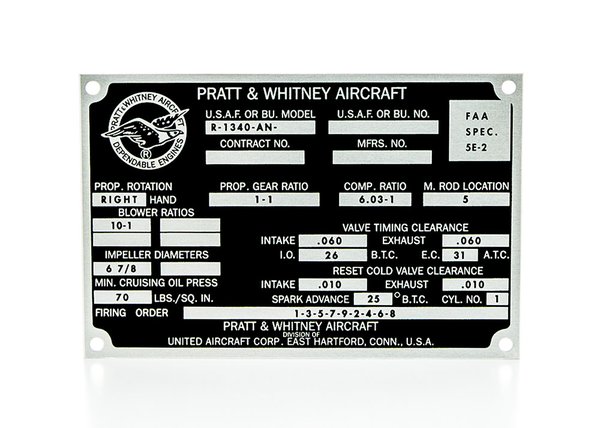 PRATT & WHITNEY AIRCRAFT
PRATT & WHITNEY AIRCRAFT
DEPENDABLE ENGINES
®
U.S.A.F. OR BU. MODEL U.S.A.F. OR BU. NO.
R-1340-AN-
CONTRACT NO. MFRS. NO.
FAA
SPEC.
5E-2
PROP. ROTATION PROP. GEAR RATIO COMP. RATIO M. ROD LOCATION
RIGHT HAND 1-1 6.03-1 5
BLOWER RATIOS
10-1
VALVE TIMING CLEARANCE
INTAKE .060 EXHAUST .060
IMPELLER DIAMETERS I.O. 26 B.T.C. E.C. 31 A.T.C.
6 7/8 RESET COLD VALVE CLEARANCE
MIN. CRUISING OIL PRESS INTAKE .010 EXHAUST .010
70 LBS./SQ. IN. SPARK ADVANCE 25 ° B.T.C. CYL. NO. 1
FIRING ORDER 1-3-5-7-9-2-4-6-8
PRATT & WHITNEY AIRCRAFT
DIVISION OF
UNITED AIRCRAFT CORP. EAST HARTFORD, CONN., U.S.A.